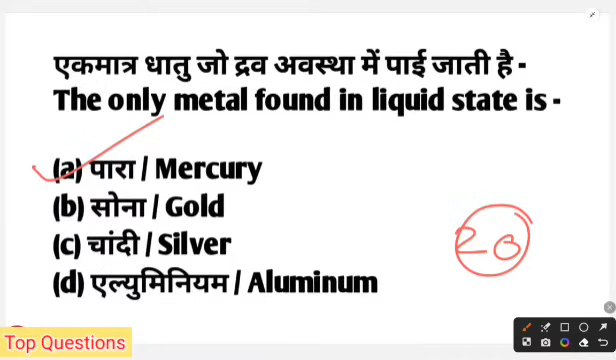 एकमात्र धातु जो द्रव अवस्था में पाई जाती है -
The only metal found in liquid state is -
(a) पारा / Mercury
(b) सोना / Gold
(c) चांदी / Silver
(d) एल्युमिनियम / Aluminum
20
Top Questions